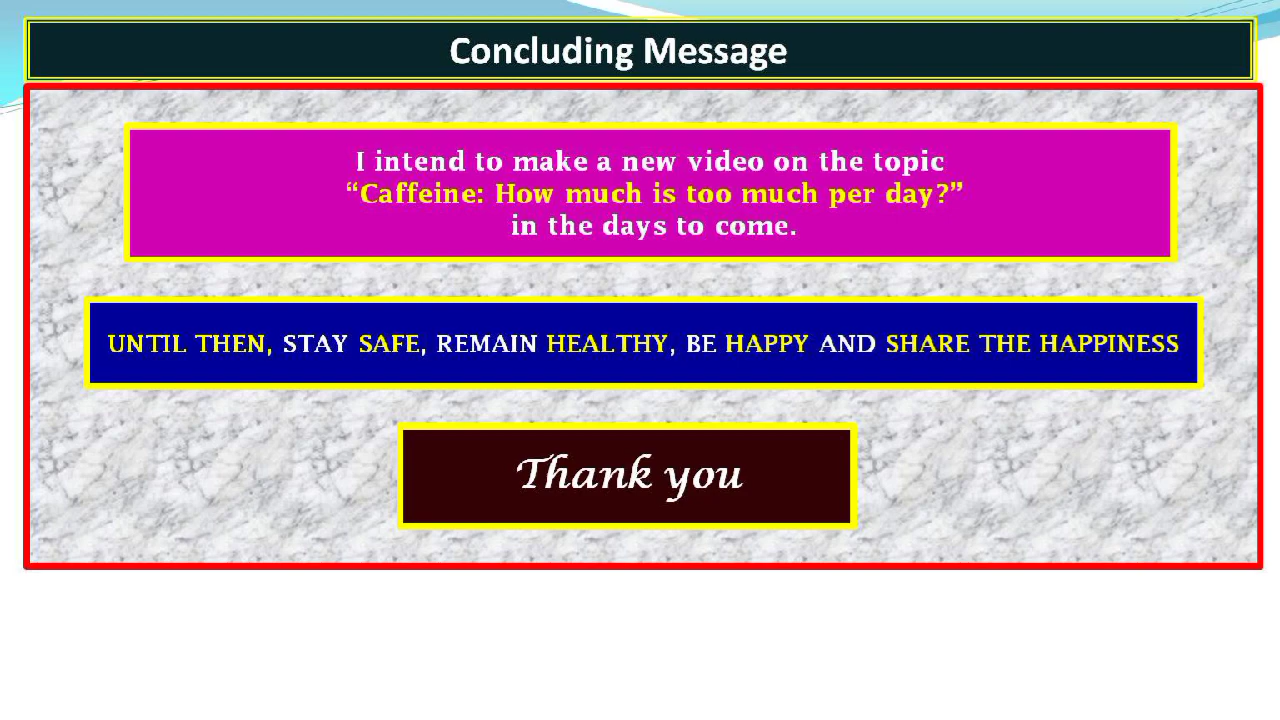 Concluding Message
I intend to make a new video on the topic
“Caffeine: How much is too much per day?”
in the days to come.
UNTIL THEN, STAY SAFE, REMAIN HEALTHY, BE HAPPY AND SHARE THE HAPPINESS
Thank you